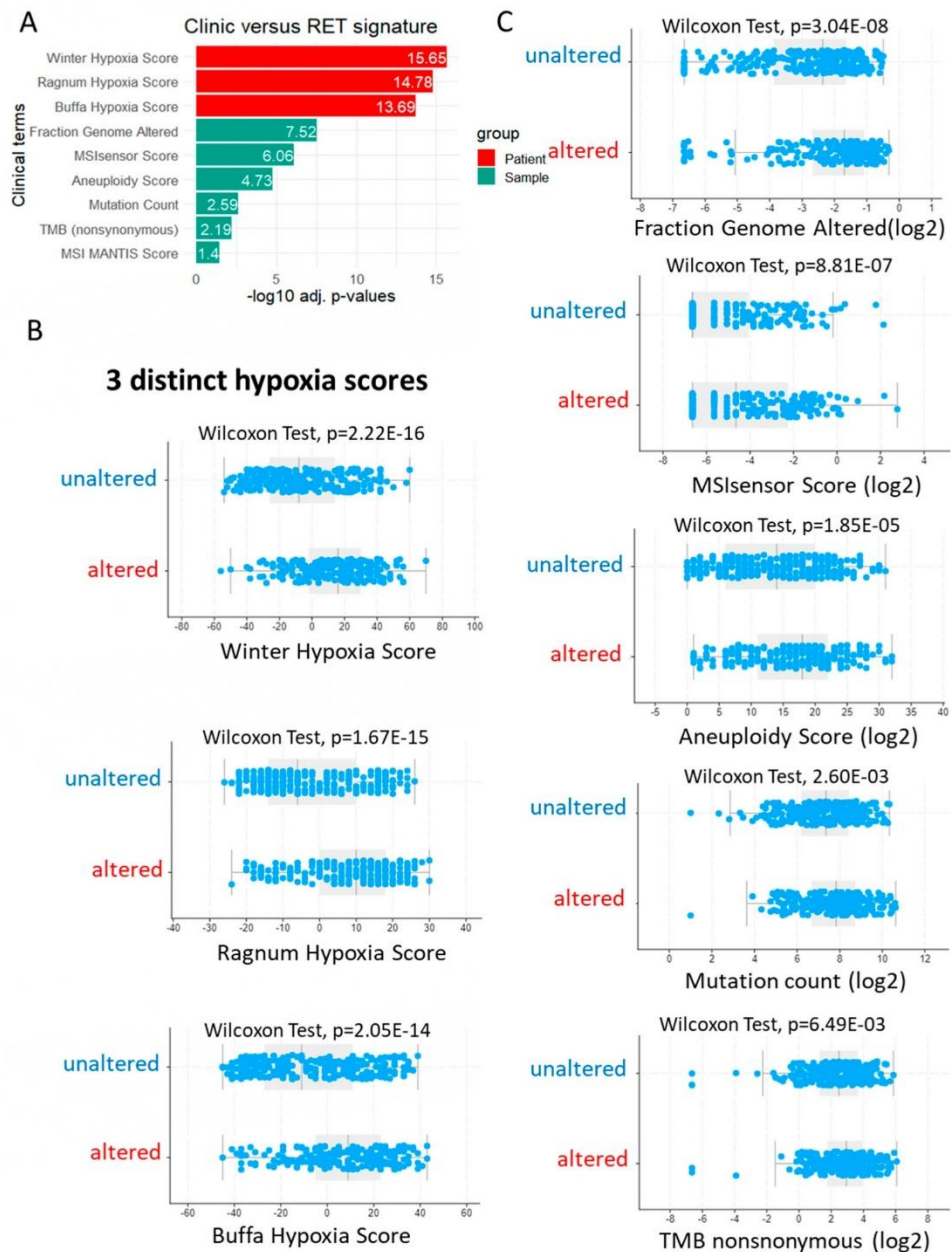 A
Clinic versus RET signature
Clinical terms
Winter Hypoxia Score 15.65
Ragnum Hypoxia Score 14.78
Buffa Hypoxia Score 13.69
Fraction Genome Altered 7.52
MSIsensor Score 6.06
Aneuploidy Score 4.73
Mutation Count 2.59
TMB (nonsynonymous) 2.19
MSI MANTIS Score 1.4
0 5 10 15
-log10 adj. p-values
group
Patient
Sample
B
3 distinct hypoxia scores
Wilcoxon Test, p=2.22E-16
unaltered
altered
-80 -60 -40 -20 0 20 40 60 80 100
Winter Hypoxia Score
Wilcoxon Test, p=1.67E-15
unaltered
altered
-40 -30 -20 -10 0 10 20 30 40
Ragnum Hypoxia Score
Wilcoxon Test, p=2.05E-14
unaltered
altered
-60 -40 -20 0 20 40 60
Buffa Hypoxia Score
C
Wilcoxon Test, p=3.04E-08
unaltered
altered
-8 -7 -6 -5 -4 -3 -2 -1 0 1
Fraction Genome Altered(log2)
Wilcoxon Test, p=8.81E-07
unaltered
altered
-8 -6 -4 -2 0 2 4
MSIsensor Score (log2)
Wilcoxon Test, p=1.85E-05
unaltered
altered
-5 0 5 10 15 20 25 30 35 40
Aneuploidy Score (log2)
Wilcoxon Test, 2.60E-03
unaltered
altered
0 2 4 6 8 10 12
Mutation count (log2)
Wilcoxon Test, p=6.49E-03
unaltered
altered
-8 -6 -4 -2 0 2 4 6 8
TMB nonsnonymous (log2)